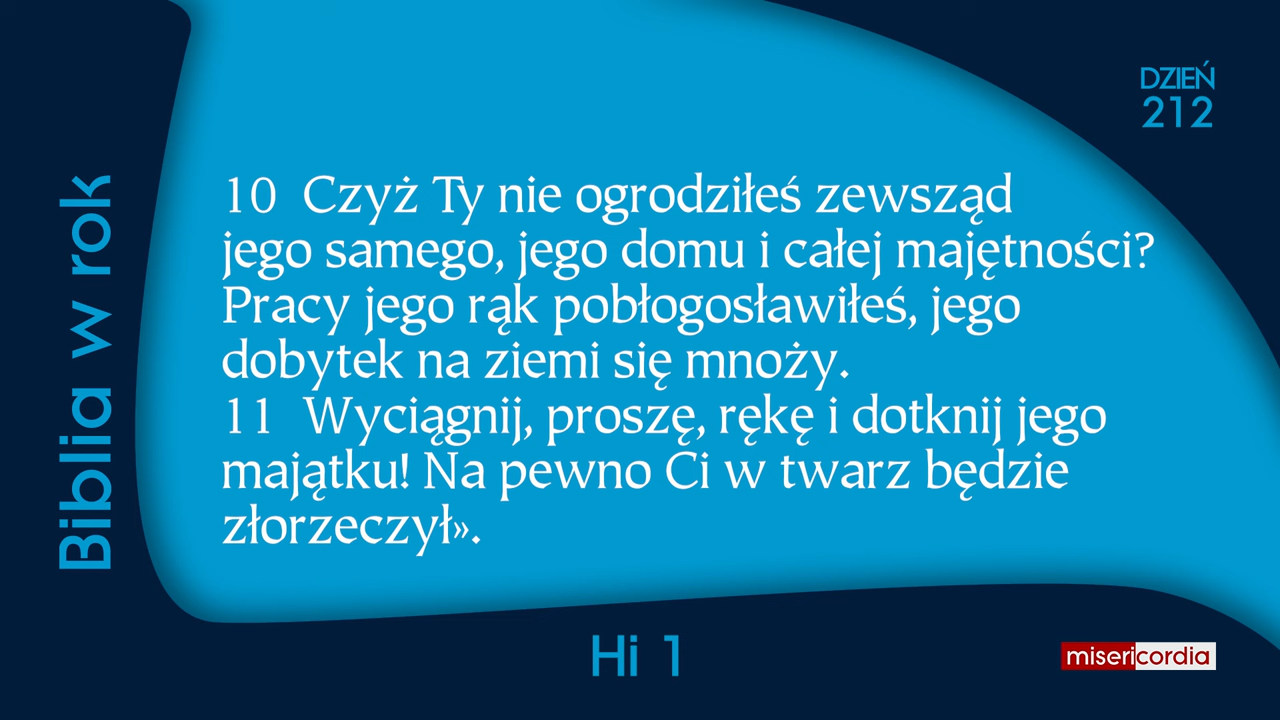 DZIEŃ
212
Biblia w rok
10 Czyż Ty nie ogrodziłeś zewsząd
jego samego, jego domu i całej majętności?
Pracy jego rąk pobłogosławiłeś, jego
dobytek na ziemi się mnoży.
11 Wyciągnij, proszę, rękę i dotknij jego
majątku! Na pewno Ci w twarz będzie
złorzeczył».
Hi 1
misericordia